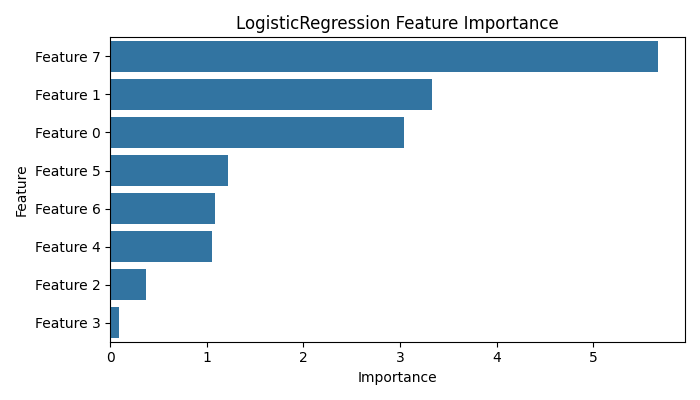 LogisticRegression Feature Importance
Feature 7
Feature 1
Feature 0
Feature 5
Feature 6
Feature 4
Feature 2
Feature 3
Feature
0 1 2 3 4 5
Importance